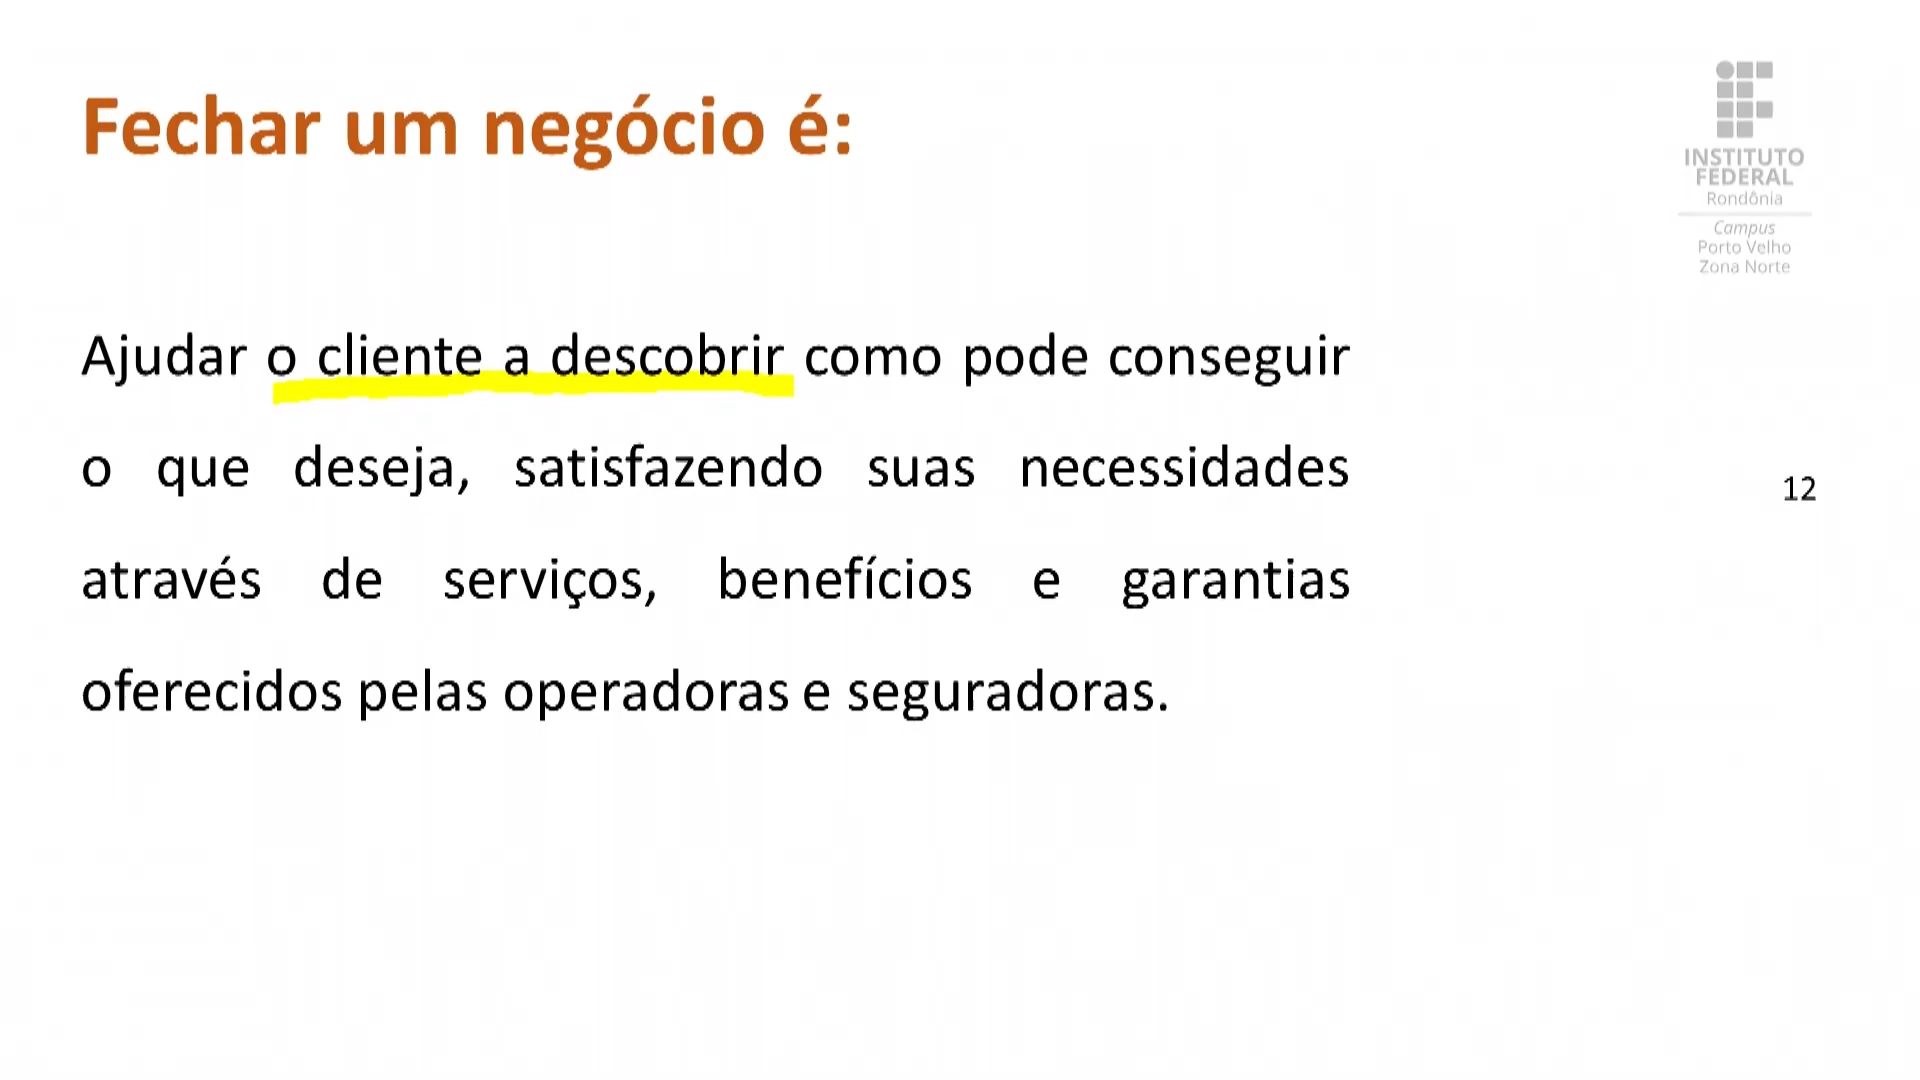 Fechar um negócio é:
INSTITUTO
FEDERAL
Rondônia
Campus
Porto Velho
Zona Norte
Ajudar o cliente a descobrir como pode conseguir
o que deseja, satisfazendo suas necessidades
através de serviços, benefícios e garantias
oferecidos pelas operadoras e seguradoras.
12